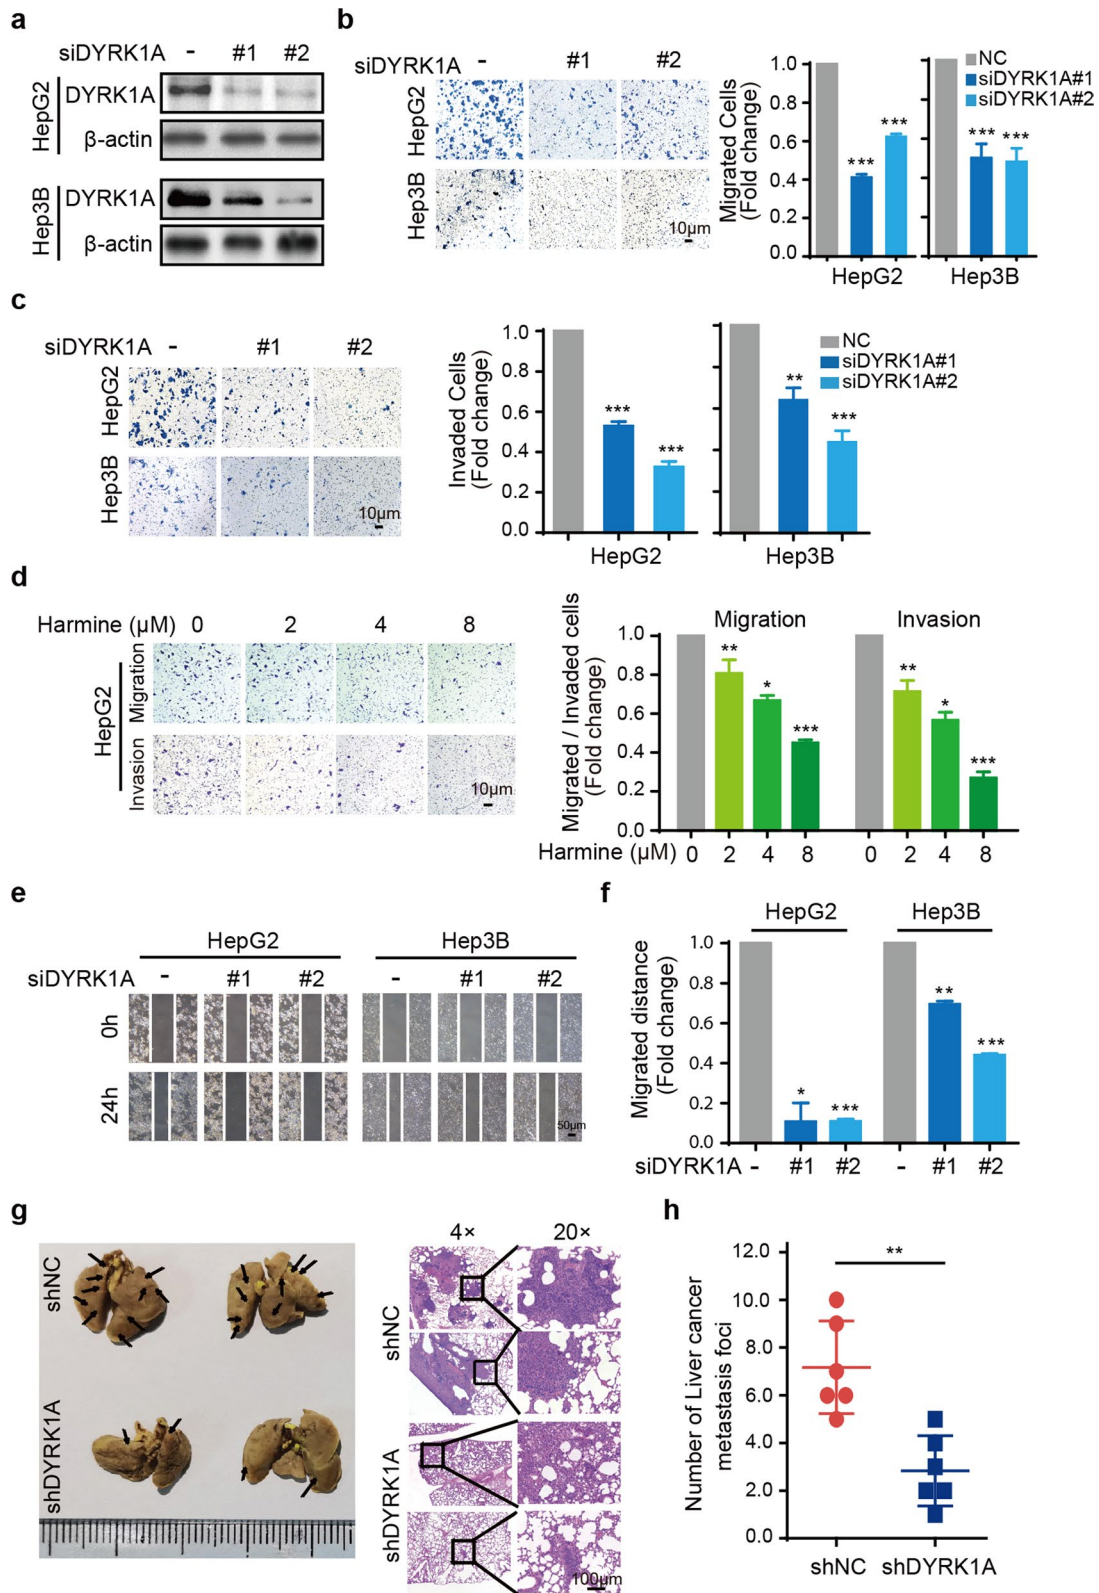 a
siDYRK1A - #1 #2
HepG2
DYRK1A
β-actin
Hep3B
DYRK1A
β-actin
b
siDYRK1A - #1 #2
HepG2
Hep3B
10μm
Migrated Cells
(Fold change)
1.0
0.8
0.6
0.4
0.2
0.0
***
***
***
***
HepG2
Hep3B
NC
siDYRK1A#1
siDYRK1A#2
c
siDYRK1A - #1 #2
HepG2
Hep3B
10μm
Invaded Cells
(Fold change)
1.0
0.8
0.6
0.4
0.2
0.0
***
***
**
***
HepG2
Hep3B
NC
siDYRK1A#1
siDYRK1A#2
d
Harmine (μM) 0 2 4 8
HepG2
Migration
Invasion
10μm
Migrated / Invaded cells
(Fold change)
Migration
Invasion
1.0
0.8
0.6
0.4
0.2
0.0
**
*
***
**
*
***
Harmine (μM) 0 2 4 8 0 2 4 8
e
HepG2
Hep3B
siDYRK1A - #1 #2 - #1 #2
0h
24h
50μm
f
HepG2
Hep3B
Migrated distance
(Fold change)
1.0
0.8
0.6
0.4
0.2
0.0
*
***
**
***
siDYRK1A - #1 #2 - #1 #2
g
shNC
shDYRK1A
4× 20×
shNC
shDYRK1A
100μm
h
Number of Liver cancer
metastasis foci
12.0
10.0
8.0
6.0
4.0
2.0
0.0
**
shNC shDYRK1A